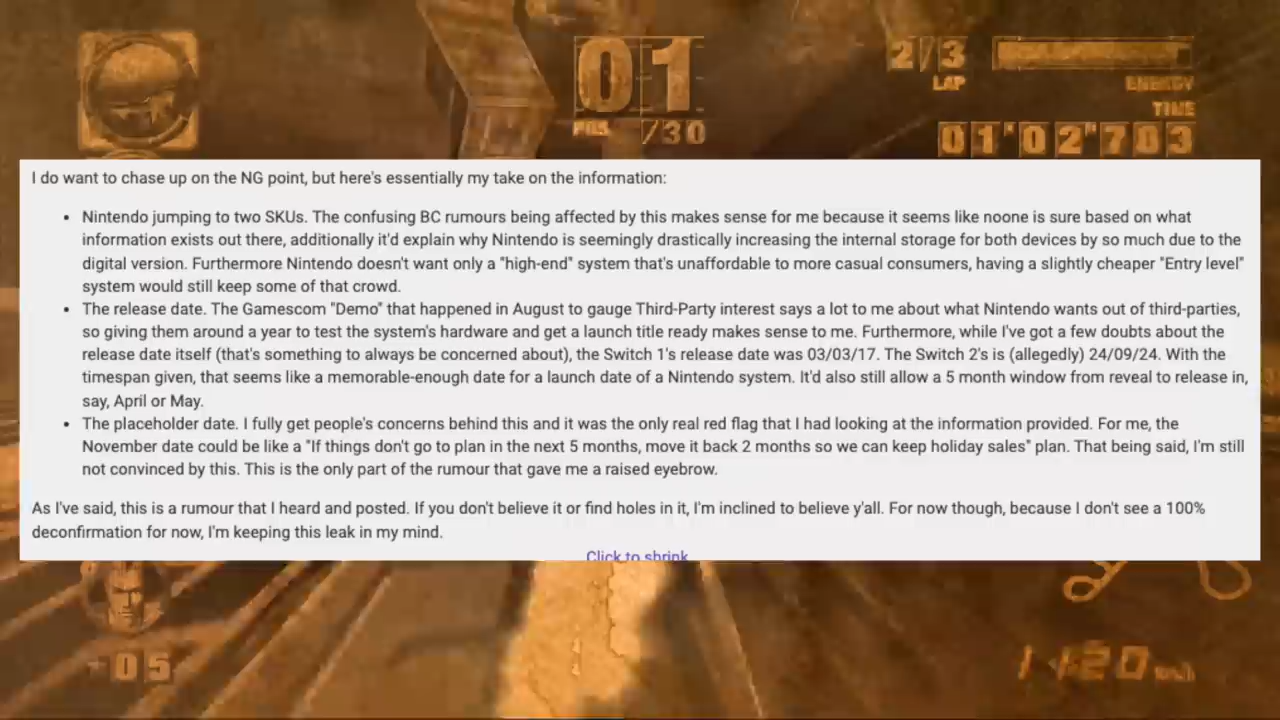 01
POS /30
2/3
LAP
ENERGY
TIME
01'02"703
I do want to chase up on the NG point, but here's essentially my take on the information:
• Nintendo jumping to two SKUs. The confusing BC rumours being affected by this makes sense for me because it seems like noone is sure based on what
information exists out there, additionally it'd explain why Nintendo is seemingly drastically increasing the internal storage for both devices by so much due to the
digital version. Furthermore Nintendo doesn't want only a "high-end" system that's unaffordable to more casual consumers, having a slightly cheaper "Entry level"
system would still keep some of that crowd.
• The release date. The Gamescom "Demo" that happened in August to gauge Third-Party interest says a lot to me about what Nintendo wants out of third-parties,
so giving them around a year to test the system's hardware and get a launch title ready makes sense to me. Furthermore, while I've got a few doubts about the
release date itself (that's something to always be concerned about), the Switch 1's release date was 03/03/17. The Switch 2's is (allegedly) 24/09/24. With the
timespan given, that seems like a memorable-enough date for a launch date of a Nintendo system. It'd also still allow a 5 month window from reveal to release in,
say, April or May.
• The placeholder date. I fully get people's concerns behind this and it was the only real red flag that I had looking at the information provided. For me, the
November date could be like a "If things don't go to plan in the next 5 months, move it back 2 months so we can keep holiday sales" plan. That being said, I'm still
not convinced by this. This is the only part of the rumour that gave me a raised eyebrow.
As I've said, this is a rumour that I heard and posted. If you don't believe it or find holes in it, I'm inclined to believe y'all. For now though, because I don't see a 100%
deconfirmation for now, I'm keeping this leak in my mind.
Click to shrink
05
1120 km/h